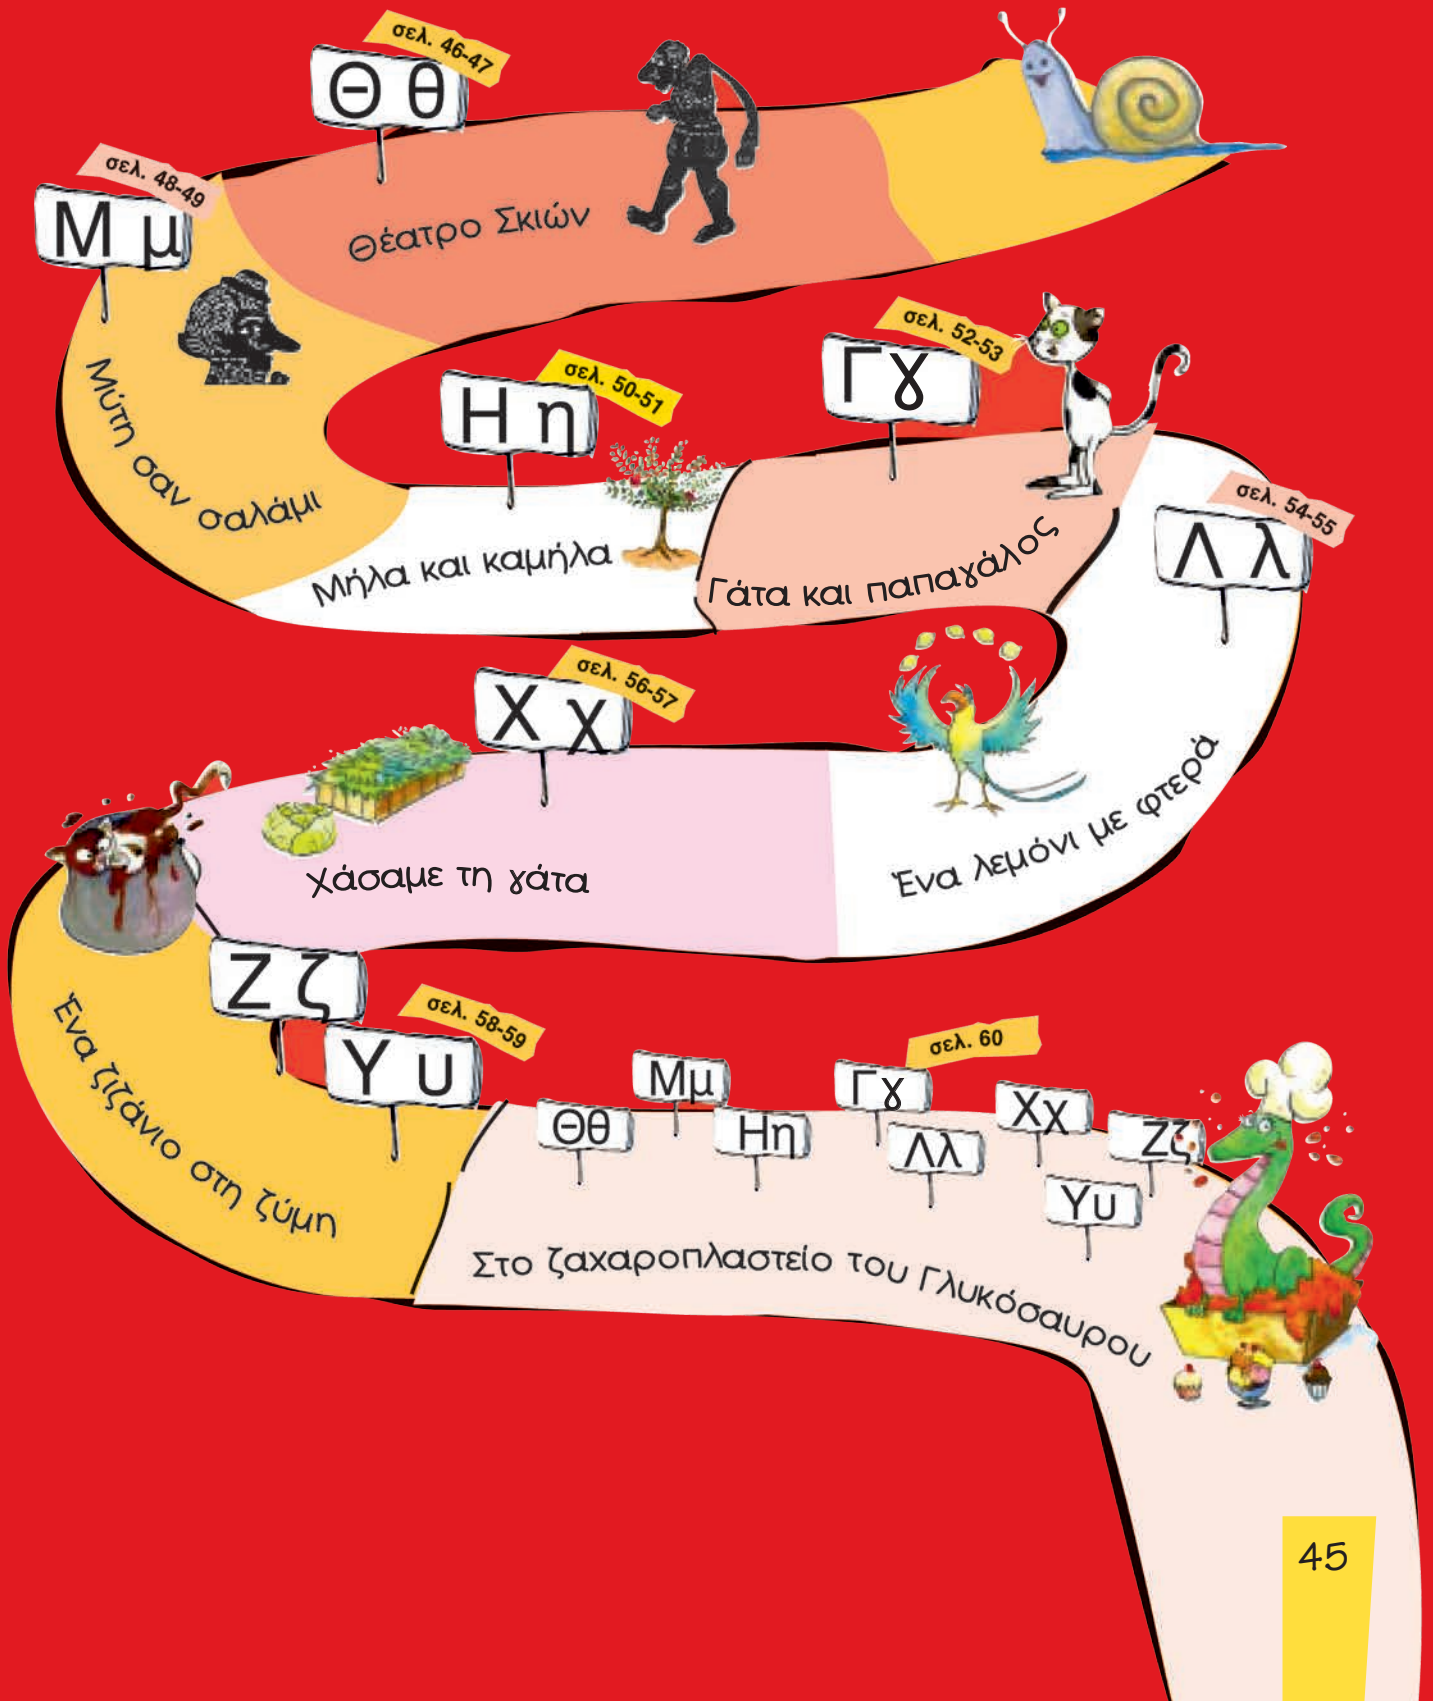 σελ. 46-47
Θ θ
Θέατρο Σκιών
σελ. 48-49
Μ μ
Μύτη σαν σαλάμι
σελ. 50-51
Η η
Μήλα και καμήλα
σελ. 52-53
Γ γ
Γάτα και παπαγάλος
σελ. 54-55
Λ λ
Ένα λεμόνι με φτερά
σελ. 56-57
Χ χ
Χάσαμε τη γάτα
Ζ ζ
σελ. 58-59
Υ υ
Ένα ζιζάνιο στη ζύμη
σελ. 60
Θθ
Μμ
Ηη
Γγ
Λλ
Χχ
Υυ
Ζζ
Στο ζαχαροπλαστείο του Γλυκόσαυρου
45